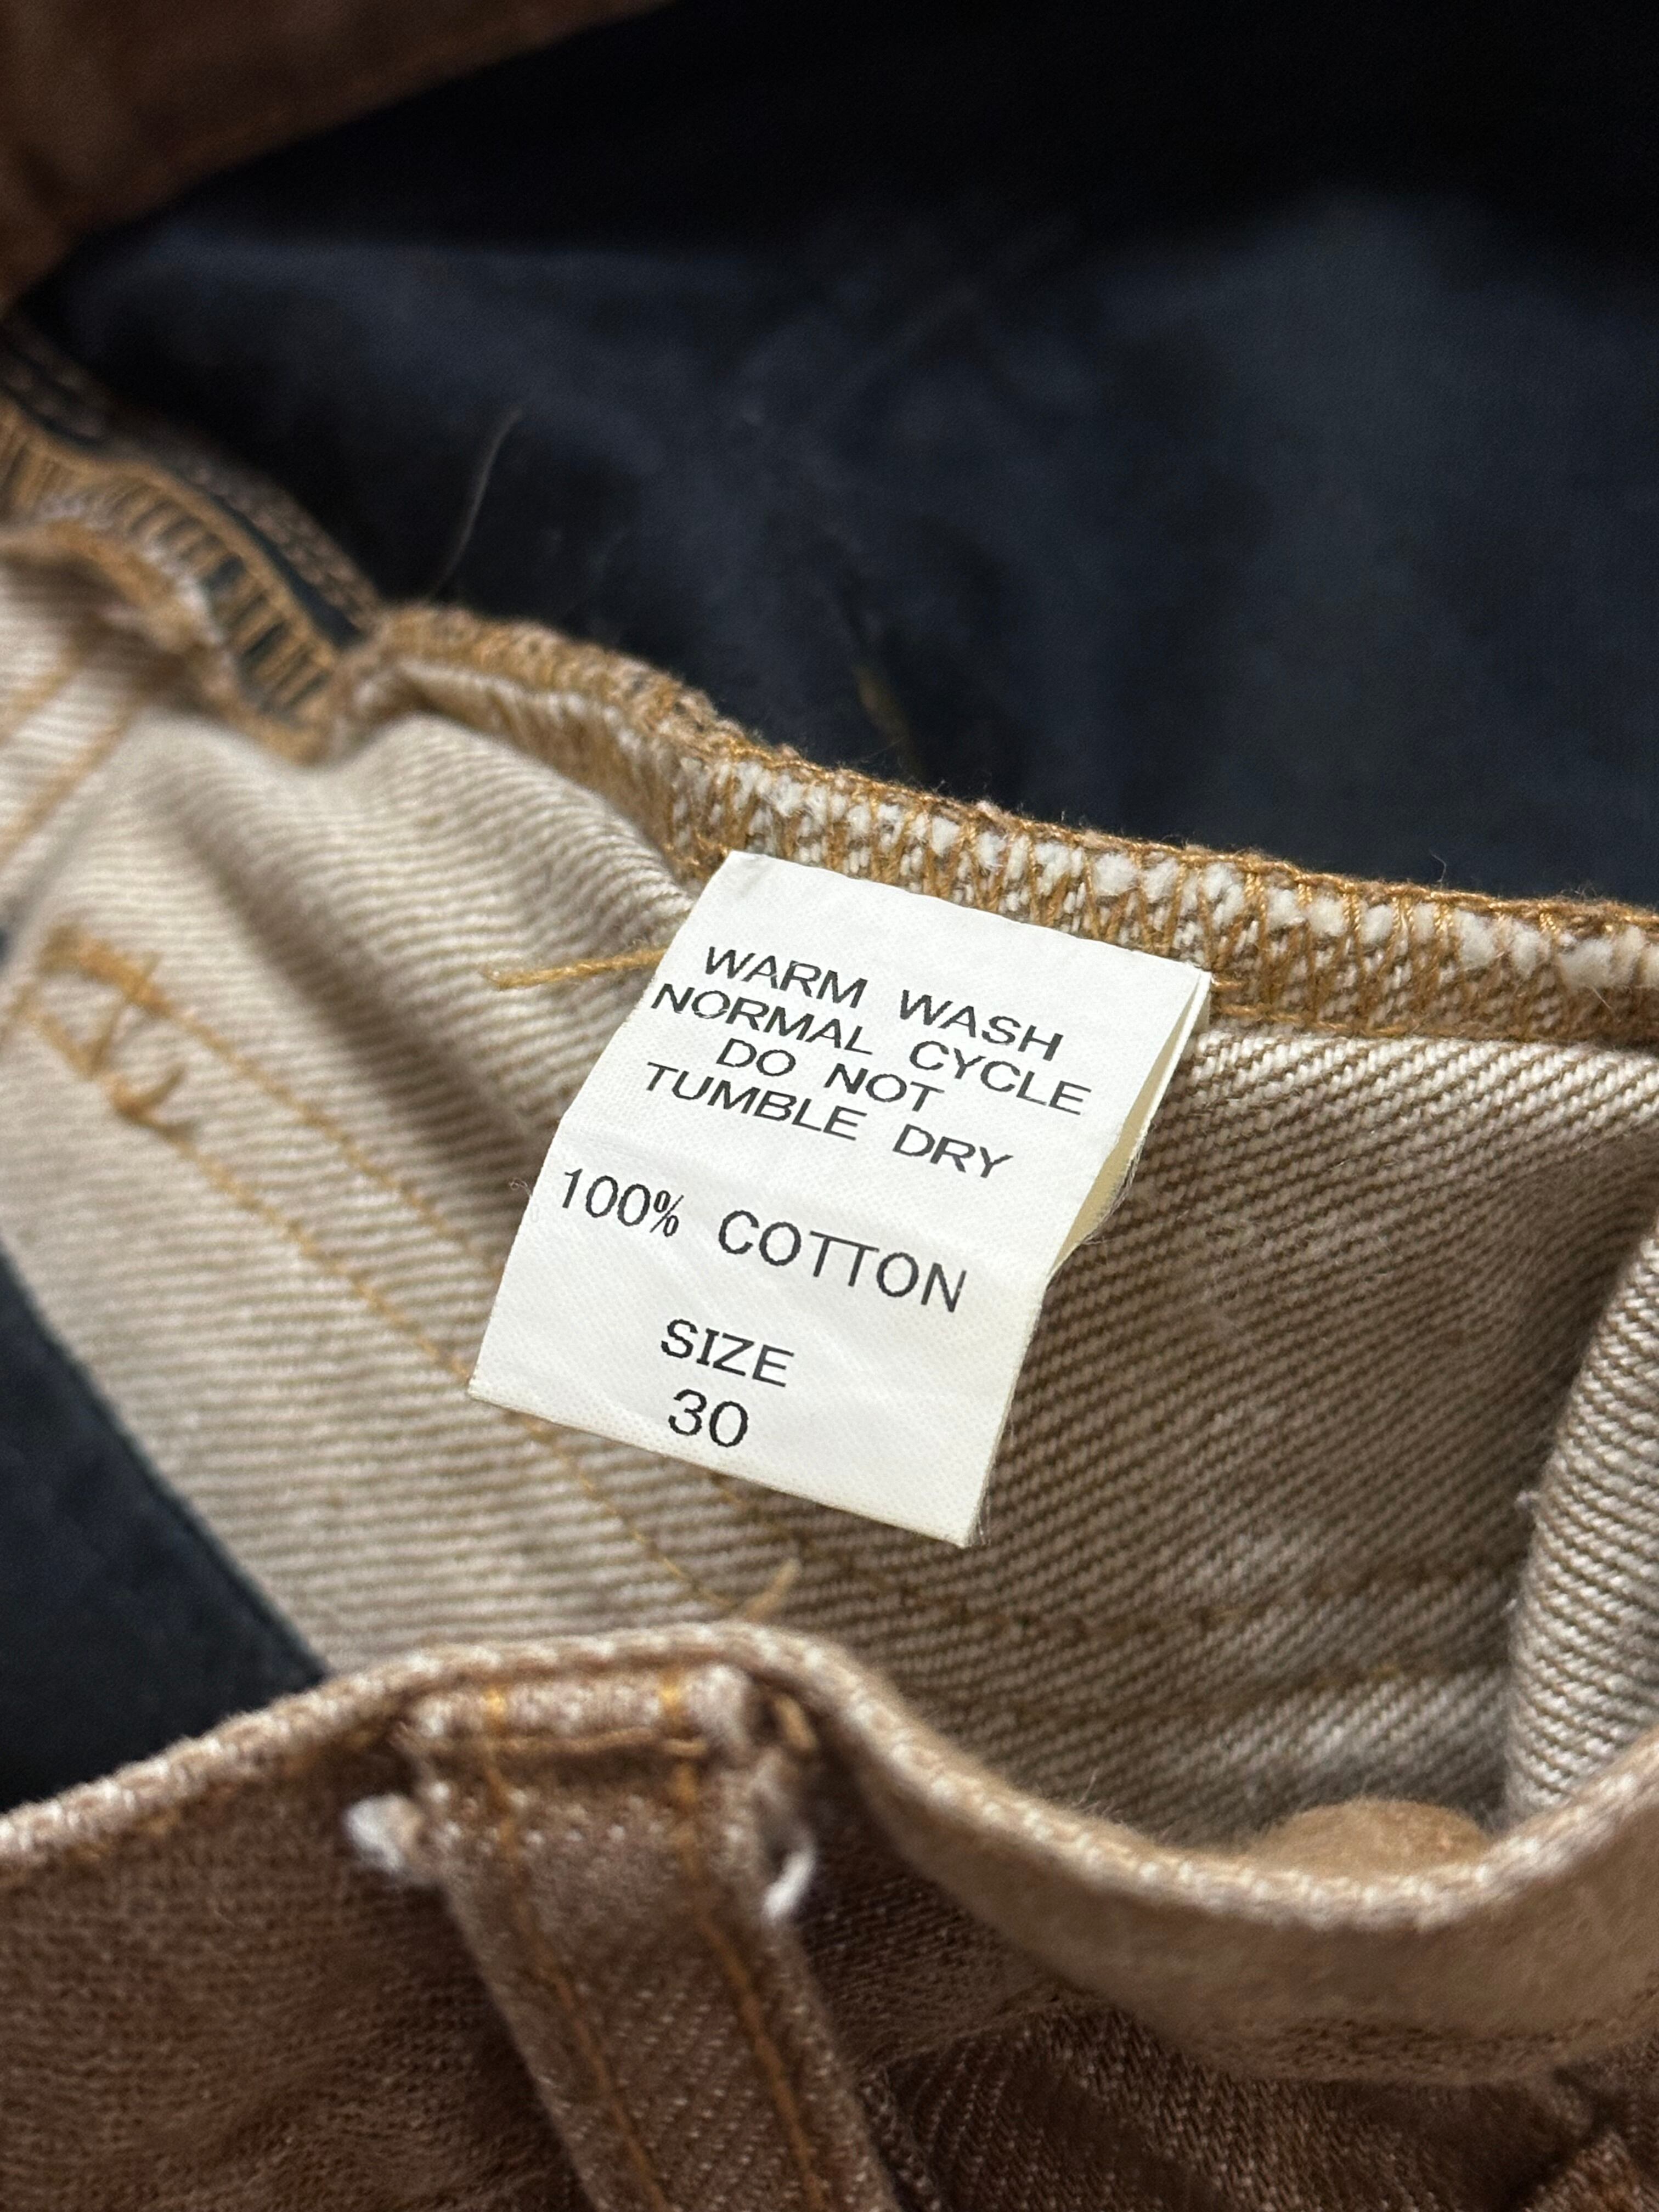 WARM WASH
NORMAL CYCLE
DO NOT
TUMBLE DRY
100% COTTON
SIZE
30